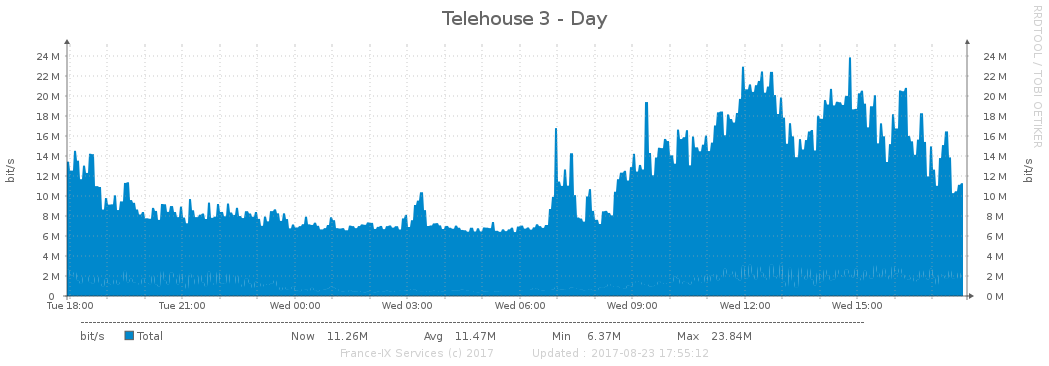 Telehouse 3 - Day
RRDTOOL / TOBI OETIKER
bit/s
24 M
22 M
20 M
18 M
16 M
14 M
12 M
10 M
8 M
6 M
4 M
2 M
0
24 M
22 M
20 M
18 M
16 M
14 M
12 M
10 M
8 M
6 M
4 M
2 M
0 M
bit/s
Tue 18:00 Tue 21:00 Wed 00:00 Wed 03:00 Wed 06:00 Wed 09:00 Wed 12:00 Wed 15:00
bit/s Total Now 11.26M Avg 11.47M Min 6.37M Max 23.84M
France-IX Services (c) 2017 Updated : 2017-08-23 17:55:12